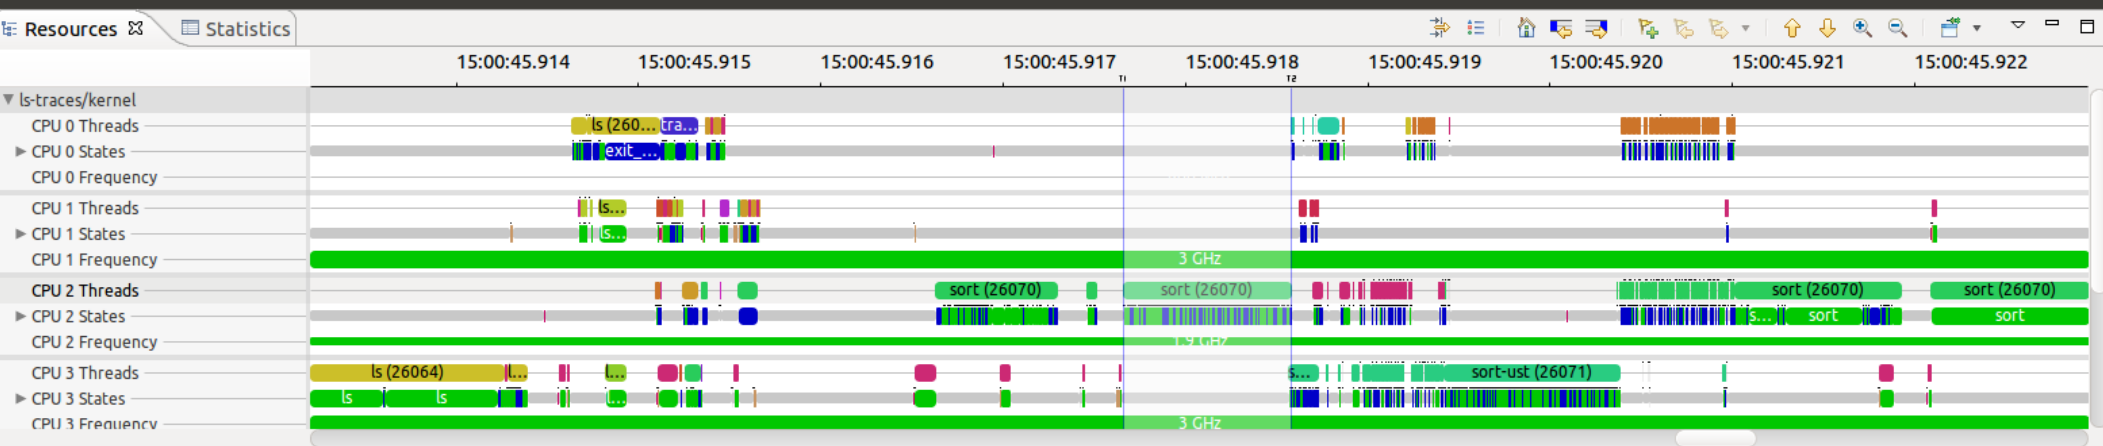 Resources Statistics
15:00:45.914 15:00:45.915 15:00:45.916 15:00:45.917 15:00:45.918 15:00:45.919 15:00:45.920 15:00:45.921 15:00:45.922
T1 T2
ls-traces/kernel
CPU 0 Threads ls (260... tra...
CPU 0 States exit_...
CPU 0 Frequency
CPU 1 Threads ls...
CPU 1 States ls...
CPU 1 Frequency 3 GHz
CPU 2 Threads sort (26070) sort (26070) sort (26070) sort (26070)
CPU 2 States s... sort sort
CPU 2 Frequency 1.9 GHz
CPU 3 Threads ls (26064) l... l... s... sort-ust (26071)
CPU 3 States ls ls l...
CPU 3 Frequency 3 GHz